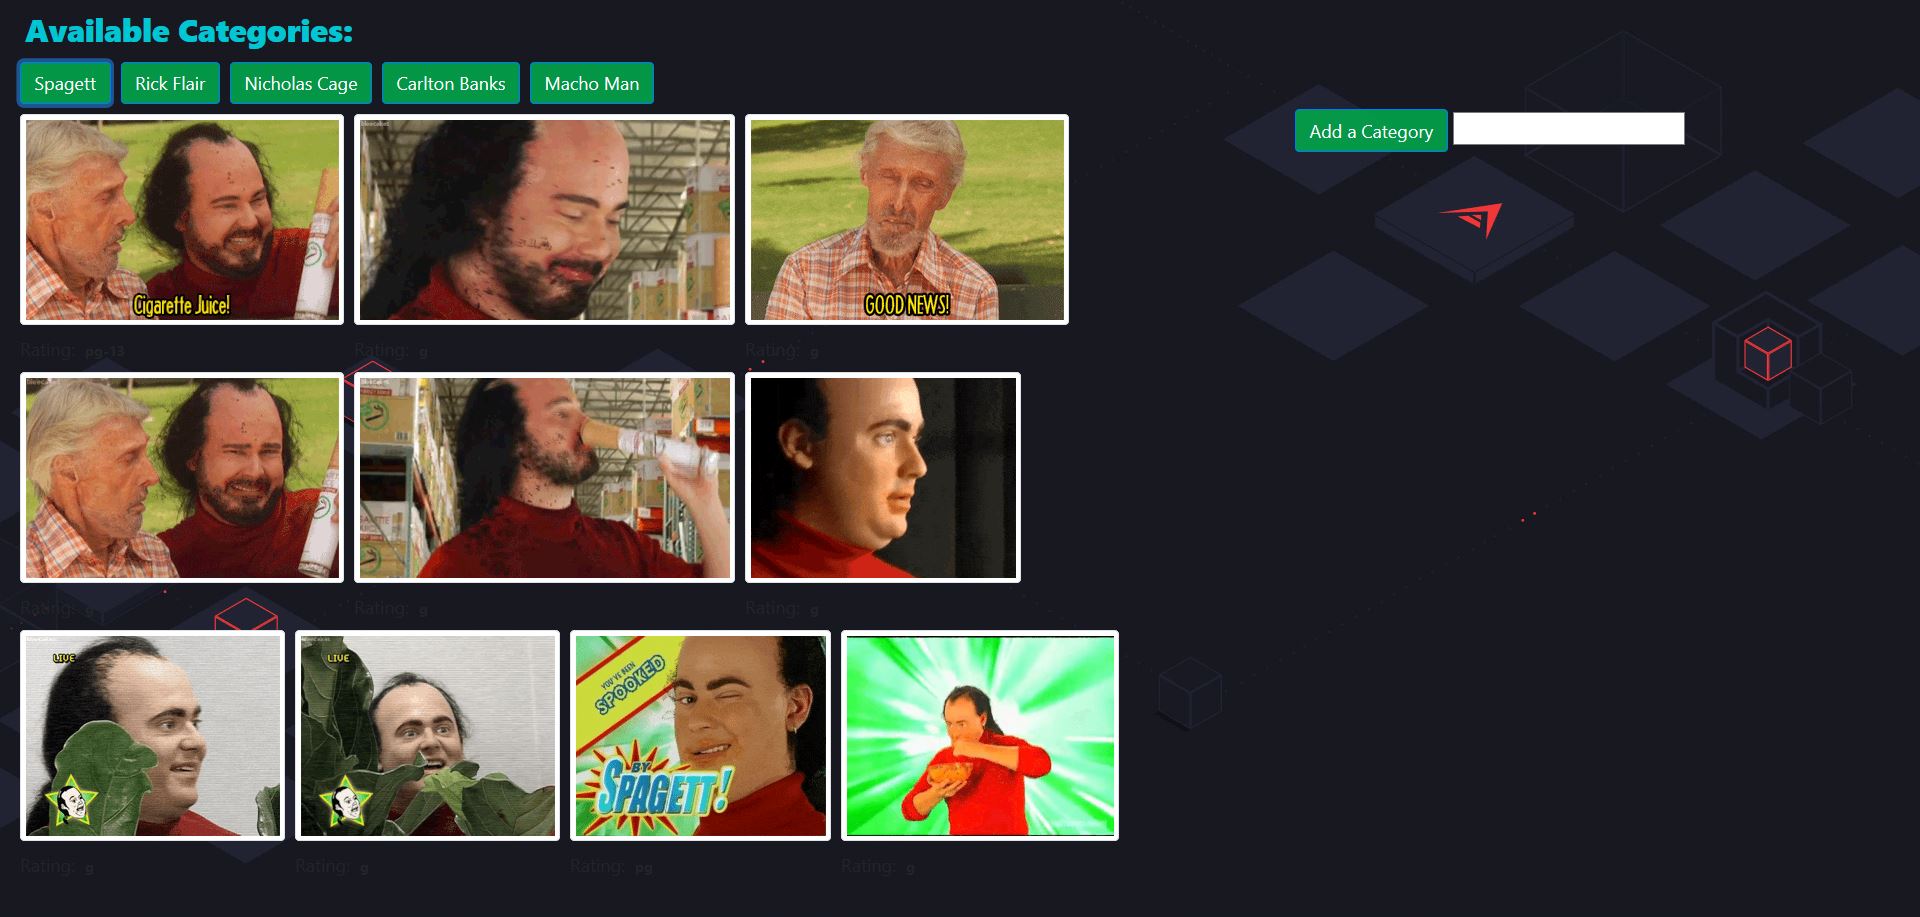 Available Categories:
Spagett Rick Flair Nicholas Cage Carlton Banks Macho Man
Add a Category
Cigarette Juice!
GOOD NEWS!
Rating: pg-13 Rating: g Rating: g
Rating: g Rating: g Rating: g
LIVE LIVE
YOU'VE BEEN
SPOOKED
BY
SPAGETT!
Rating: g Rating: g Rating: pg Rating: g